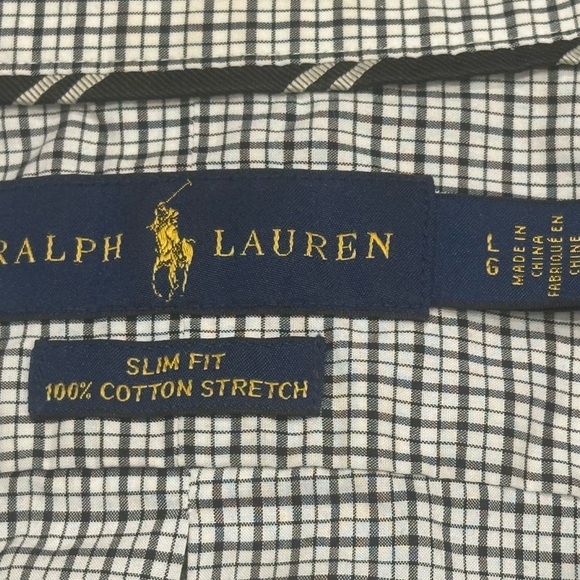 RALPH LAUREN
L
G
MADE IN
CHINA
FABRIQUÉ EN
CHINE
SLIM FIT
100% COTTON STRETCH